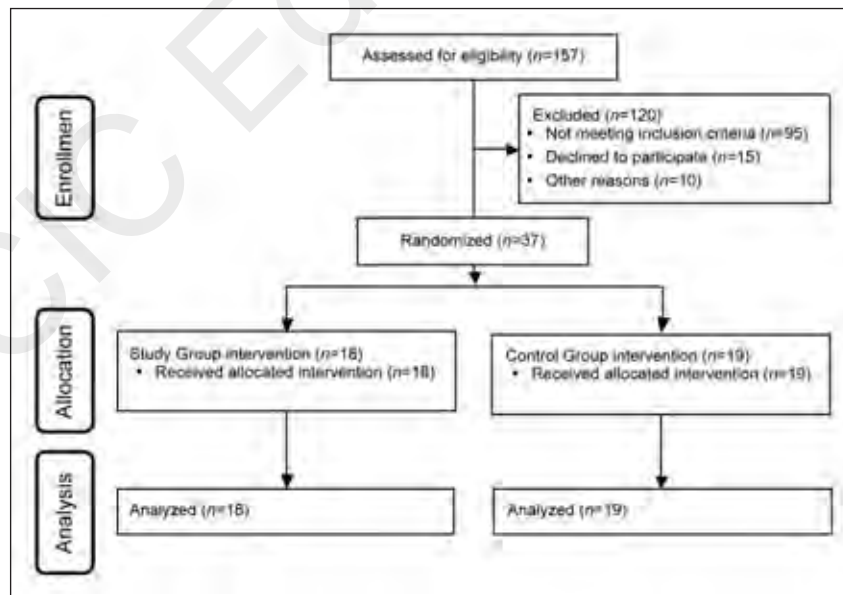 CIC Ed
Assessed for eligibility (n=157)
Enrollmen
Excluded (n=120)
• Not meeting inclusion criteria (n=95)
• Declined to participate (n=15)
• Other reasons (n=10)
Randomized (n=37)
Allocation
Study Group intervention (n=18)
• Received allocated intervention (n=18)
Control Group intervention (n=19)
• Received allocated intervention (n=19)
Analysis
Analyzed (n=18)
Analyzed (n=19)